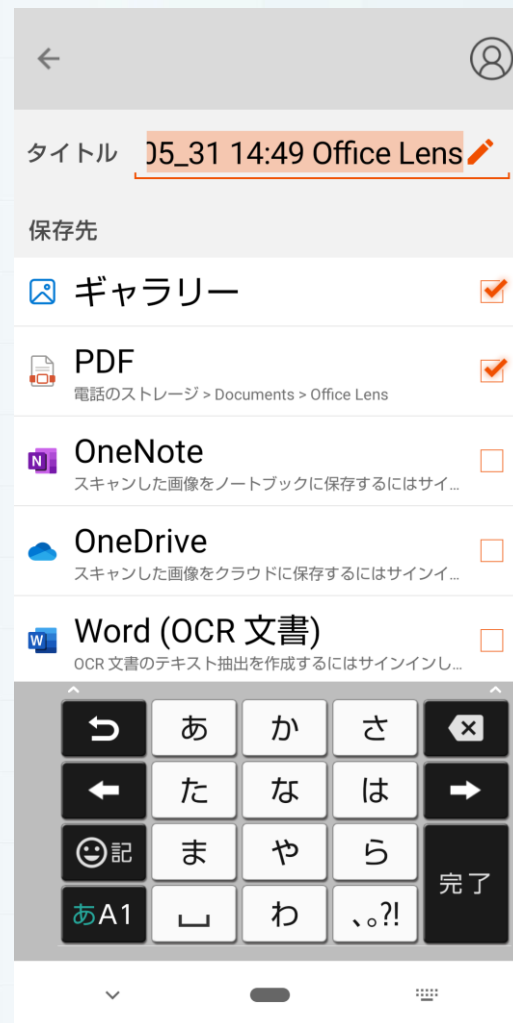 タイトル 05_31 14:49 Office Lens
保存先
ギャラリー
PDF
電話のストレージ > Documents > Office Lens
OneNote
スキャンした画像をノートブックに保存するにはサイ...
OneDrive
スキャンした画像をクラウドに保存するにはサインイ...
Word (OCR 文書)
OCR 文書のテキスト抽出を作成するにはサインインし...
あ か さ
た な は
記 ま や ら
完了
あA1 わ 、。?!